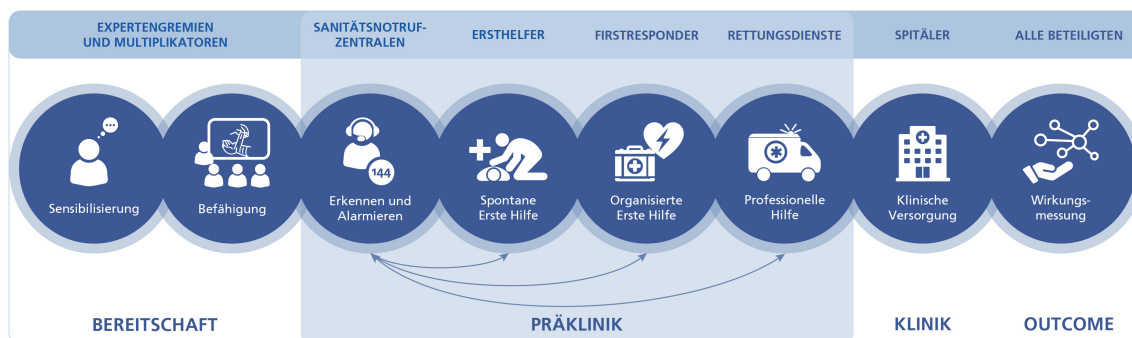 EXPERTENGREMIEN
UND MULTIPLIKATOREN
SANITÄTSNOTRUF-
ZENTRALEN
ERSTHELFER
FIRSTRESPONDER
RETTUNGSDIENSTE
SPITÄLER
ALLE BETEILIGTEN
Sensibilisierung
Befähigung
144
Erkennen und
Alarmieren
Spontane
Erste Hilfe
Organisierte
Erste Hilfe
Professionelle
Hilfe
Klinische
Versorgung
Wirkungs-
messung
BEREITSCHAFT
PRÄKLINIK
KLINIK
OUTCOME